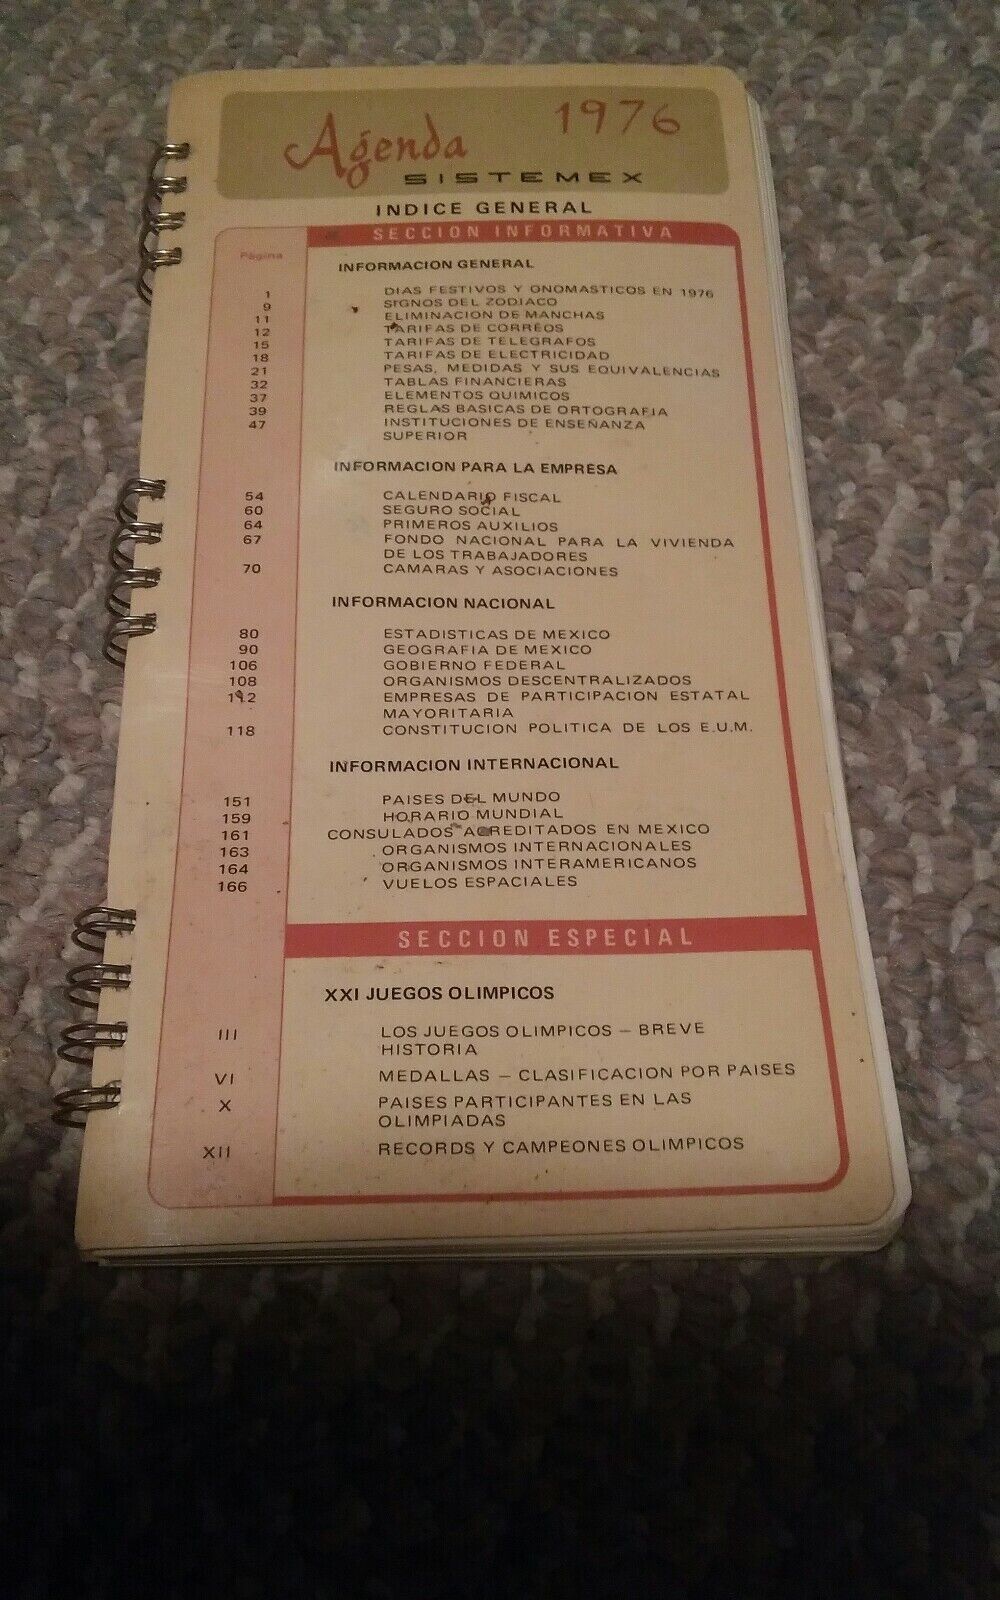 Agenda 1976
SISTEMEX
INDICE GENERAL
SECCION INFORMATIVA
Página
INFORMACION GENERAL
1 DIAS FESTIVOS Y ONOMASTICOS EN 1976
9 SIGNOS DEL ZODIACO
11 ELIMINACION DE MANCHAS
12 TARIFAS DE CORREOS
15 TARIFAS DE TELEGRAFOS
18 TARIFAS DE ELECTRICIDAD
21 PESAS, MEDIDAS Y SUS EQUIVALENCIAS
32 TABLAS FINANCIERAS
37 ELEMENTOS QUIMICOS
39 REGLAS BASICAS DE ORTOGRAFIA
47 INSTITUCIONES DE ENSEÑANZA
SUPERIOR
INFORMACION PARA LA EMPRESA
54 CALENDARIO FISCAL
60 SEGURO SOCIAL
64 PRIMEROS AUXILIOS
67 FONDO NACIONAL PARA LA VIVIENDA
DE LOS TRABAJADORES
70 CAMARAS Y ASOCIACIONES
INFORMACION NACIONAL
80 ESTADISTICAS DE MEXICO
90 GEOGRAFIA DE MEXICO
106 GOBIERNO FEDERAL
108 ORGANISMOS DESCENTRALIZADOS
112 EMPRESAS DE PARTICIPACION ESTATAL
MAYORITARIA
118 CONSTITUCION POLITICA DE LOS E.U.M.
INFORMACION INTERNACIONAL
151 PAISES DEL MUNDO
159 HORARIO MUNDIAL
161 CONSULADOS ACREDITADOS EN MEXICO
163 ORGANISMOS INTERNACIONALES
164 ORGANISMOS INTERAMERICANOS
166 VUELOS ESPACIALES
SECCION ESPECIAL
XXI JUEGOS OLIMPICOS
III LOS JUEGOS OLIMPICOS – BREVE
HISTORIA
VI MEDALLAS – CLASIFICACION POR PAISES
X PAISES PARTICIPANTES EN LAS
OLIMPIADAS
XII RECORDS Y CAMPEONES OLIMPICOS